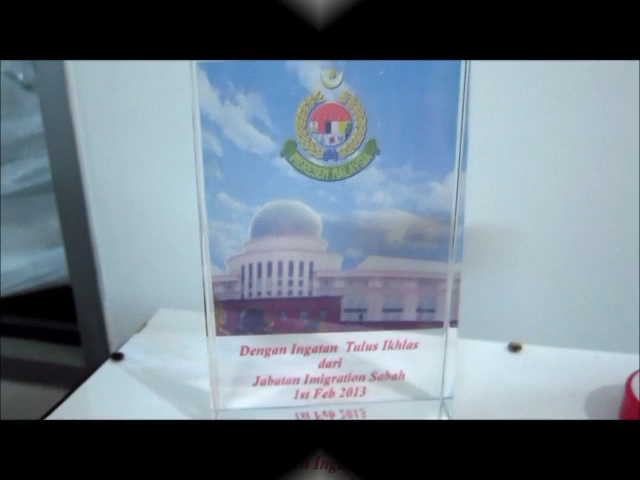 IMIGRESEN MALAYSIA
Dengan Ingatan Tulus Ikhlas
dari
Jabatan Imigration Sabah
1st Feb 2013